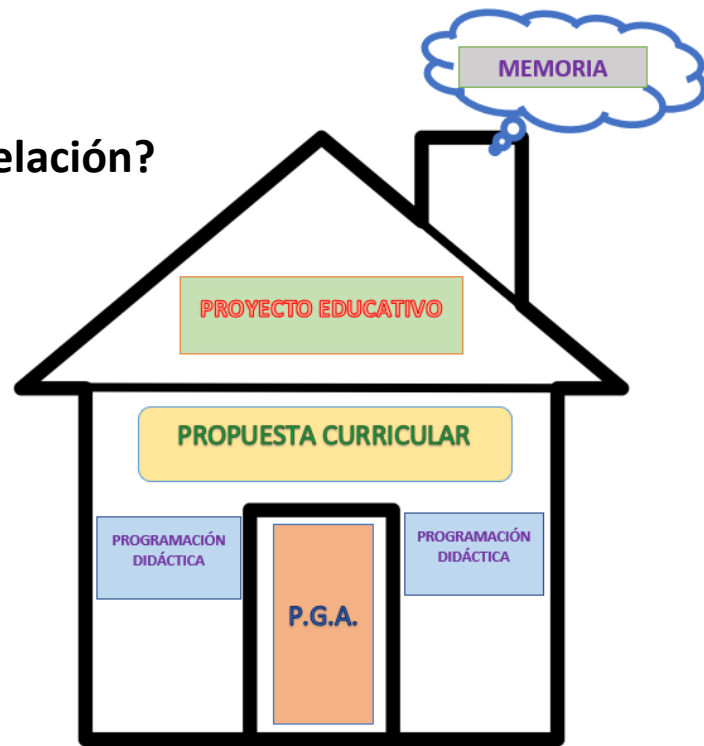 MEMORIA
elación?
PROYECTO EDUCATIVO
PROPUESTA CURRICULAR
PROGRAMACIÓN
DIDÁCTICA
PROGRAMACIÓN
DIDÁCTICA
P.G.A.